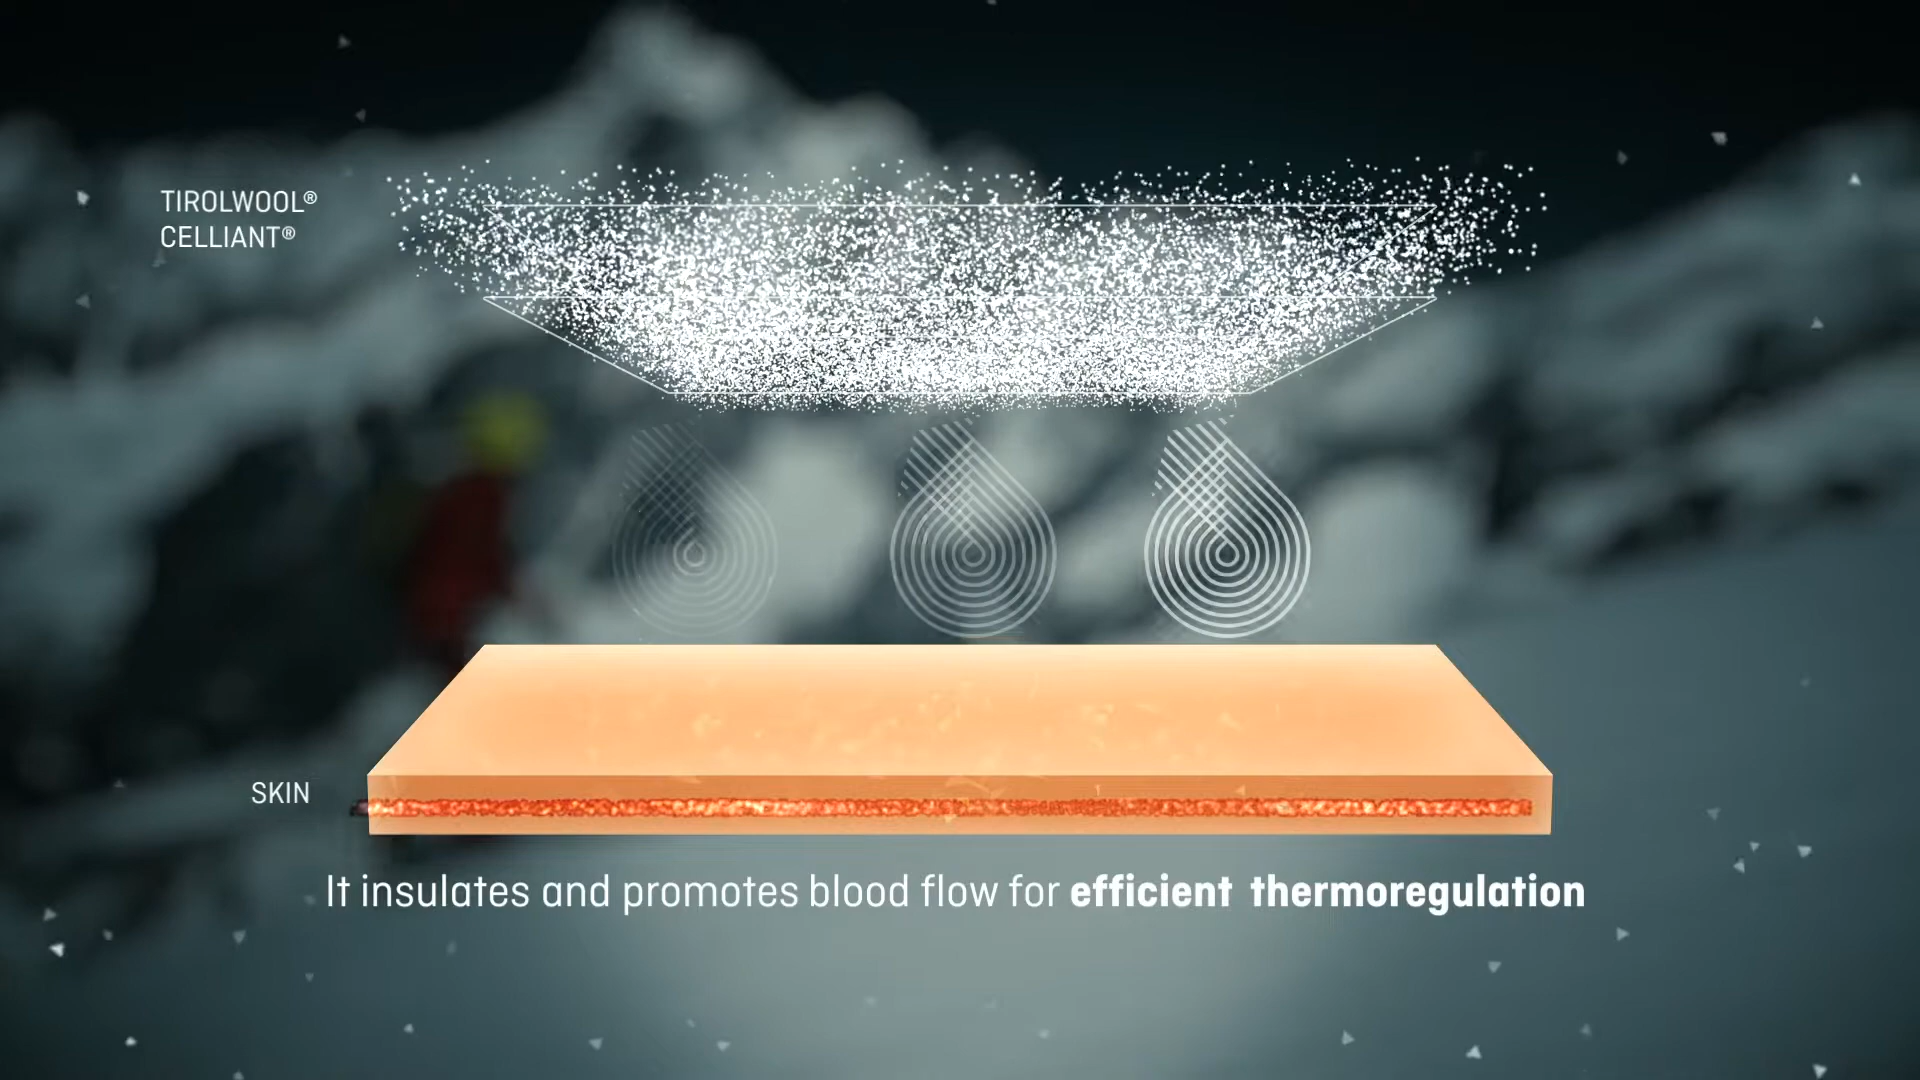 TIROLWOOL®
CELLIANT®
SKIN
It insulates and promotes blood flow for efficient thermoregulation